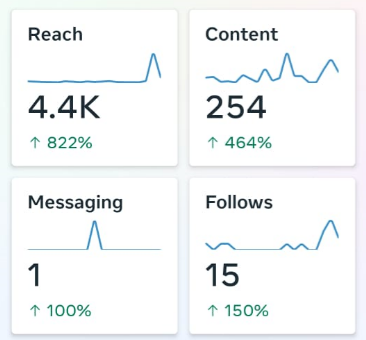 Reach
4.4K
↑ 822%
Content
254
↑ 464%
Messaging
1
↑ 100%
Follows
15
↑ 150%